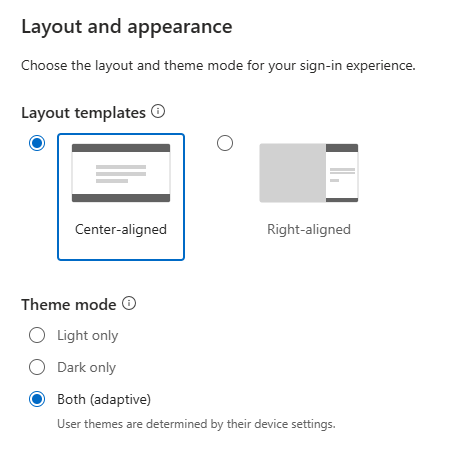 Layout and appearance
Choose the layout and theme mode for your sign-in experience.
Layout templates
Center-aligned
Right-aligned
Theme mode
Light only
Dark only
Both (adaptive)
User themes are determined by their device settings.